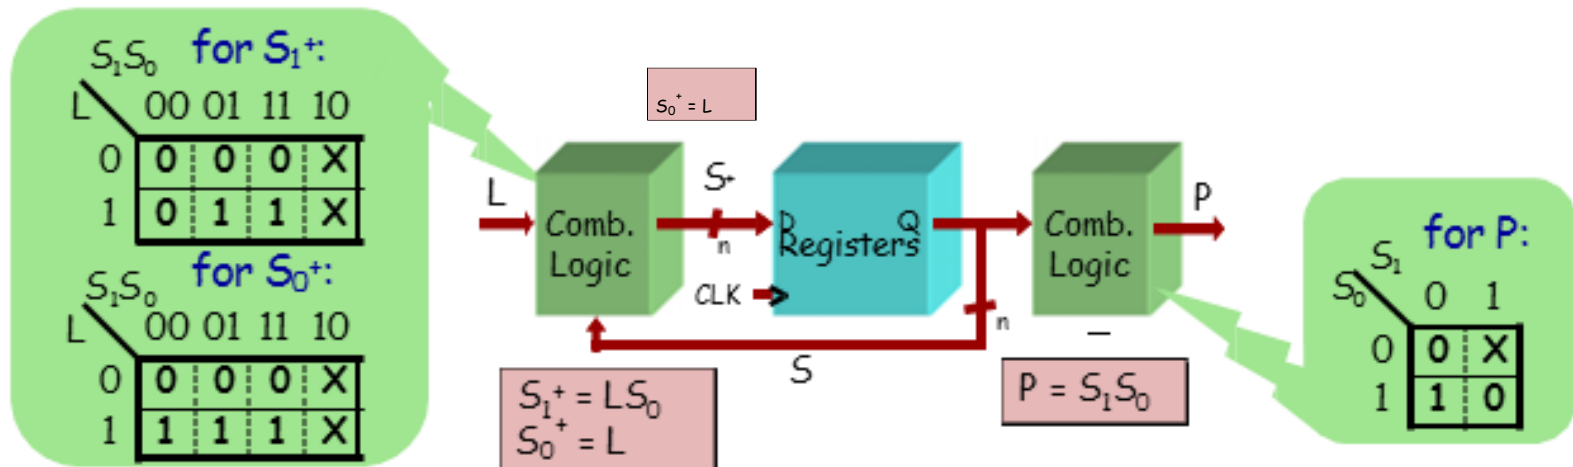 for S₁⁺:
S₁S₀
L
00 01 11 10
0 0 0 0 X
1 0 1 1 X
for S₀⁺:
S₁S₀
L
00 01 11 10
0 0 0 0 X
1 1 1 1 X
S₀⁺ = L
L
Comb.
Logic
S⁺
n
D Q
Registers
CLK
n
S
Comb.
Logic
P
S₁⁺ = LS₀
S₀⁺ = L
–
P = S₁S₀
for P:
S₁
S₀
0 1
0 0 X
1 1 0